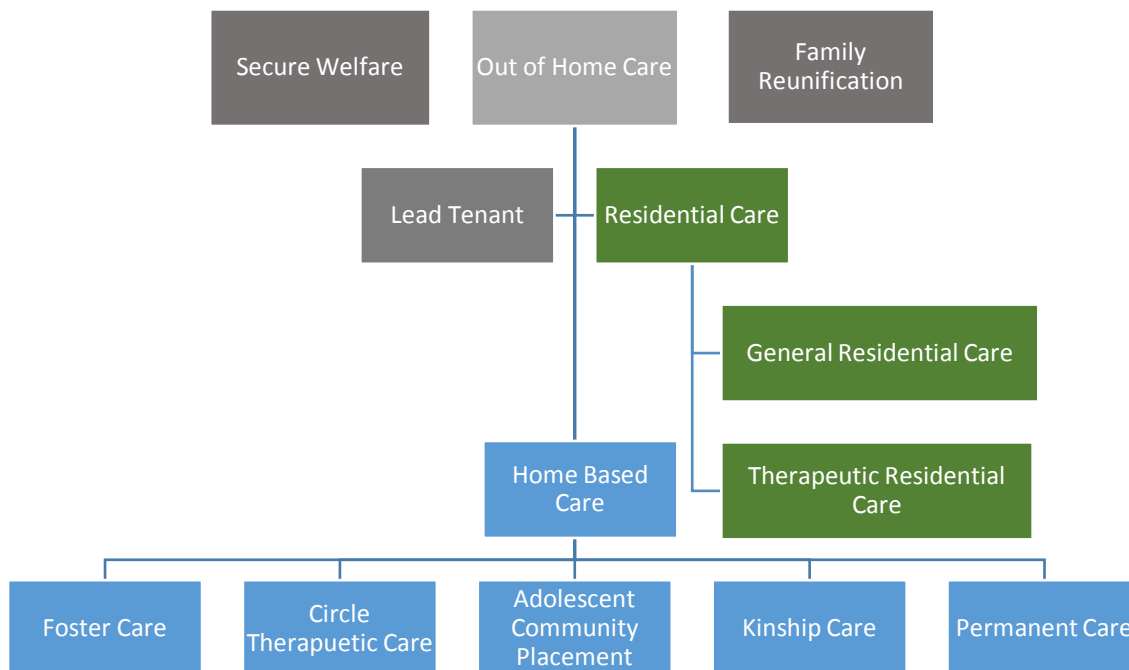 Secure Welfare
Out of Home Care
Family
Reunification
Lead Tenant
Residential Care
General Residential Care
Home Based
Care
Therapeutic Residential
Care
Foster Care
Circle
Therapuetic Care
Adolescent
Community
Placement
Kinship Care
Permanent Care